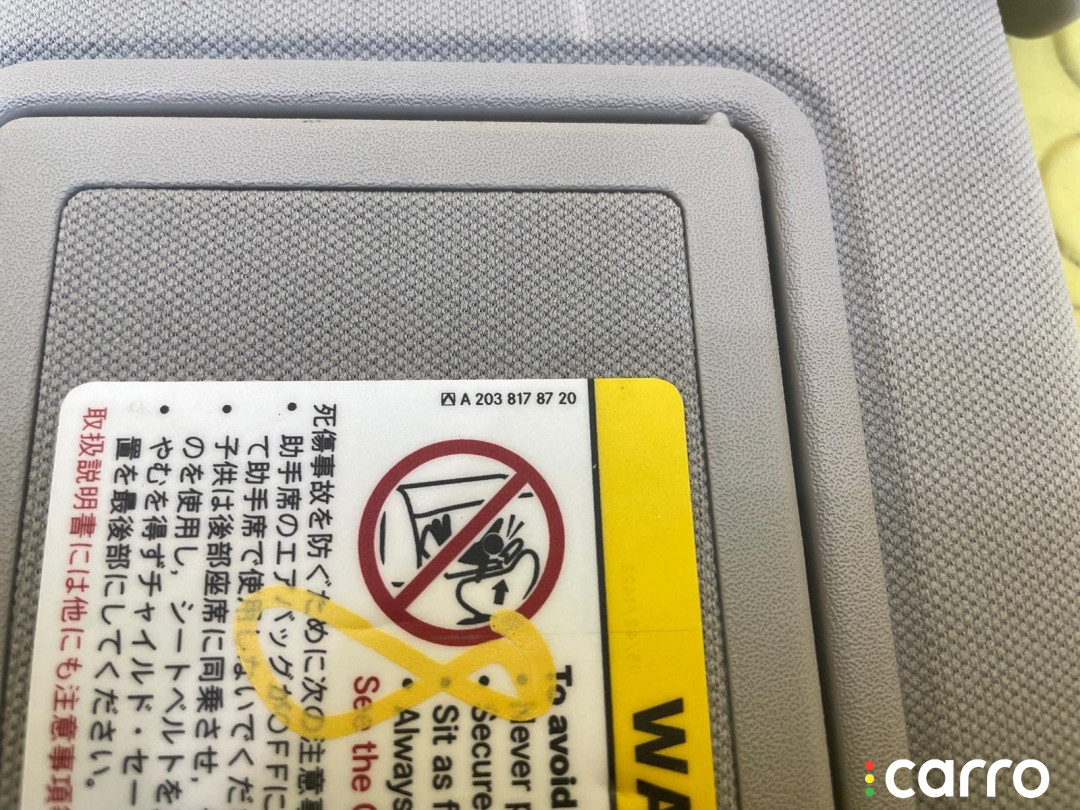 A 203 817 87 20
WA
To avoid
• Never
• Secure
• Sit as f
• Always
See the
死傷事故を防ぐために次の注意事
• 助手席のエアバッグがOFFに
て助手席で使用しないでくだ
• 子供は後部座席に同乗させ,
のを使用し, シートベルトを
• やむを得ずチャイルド・セー
置を最後部にしてください。
取扱説明書には他にも注意事項
carro